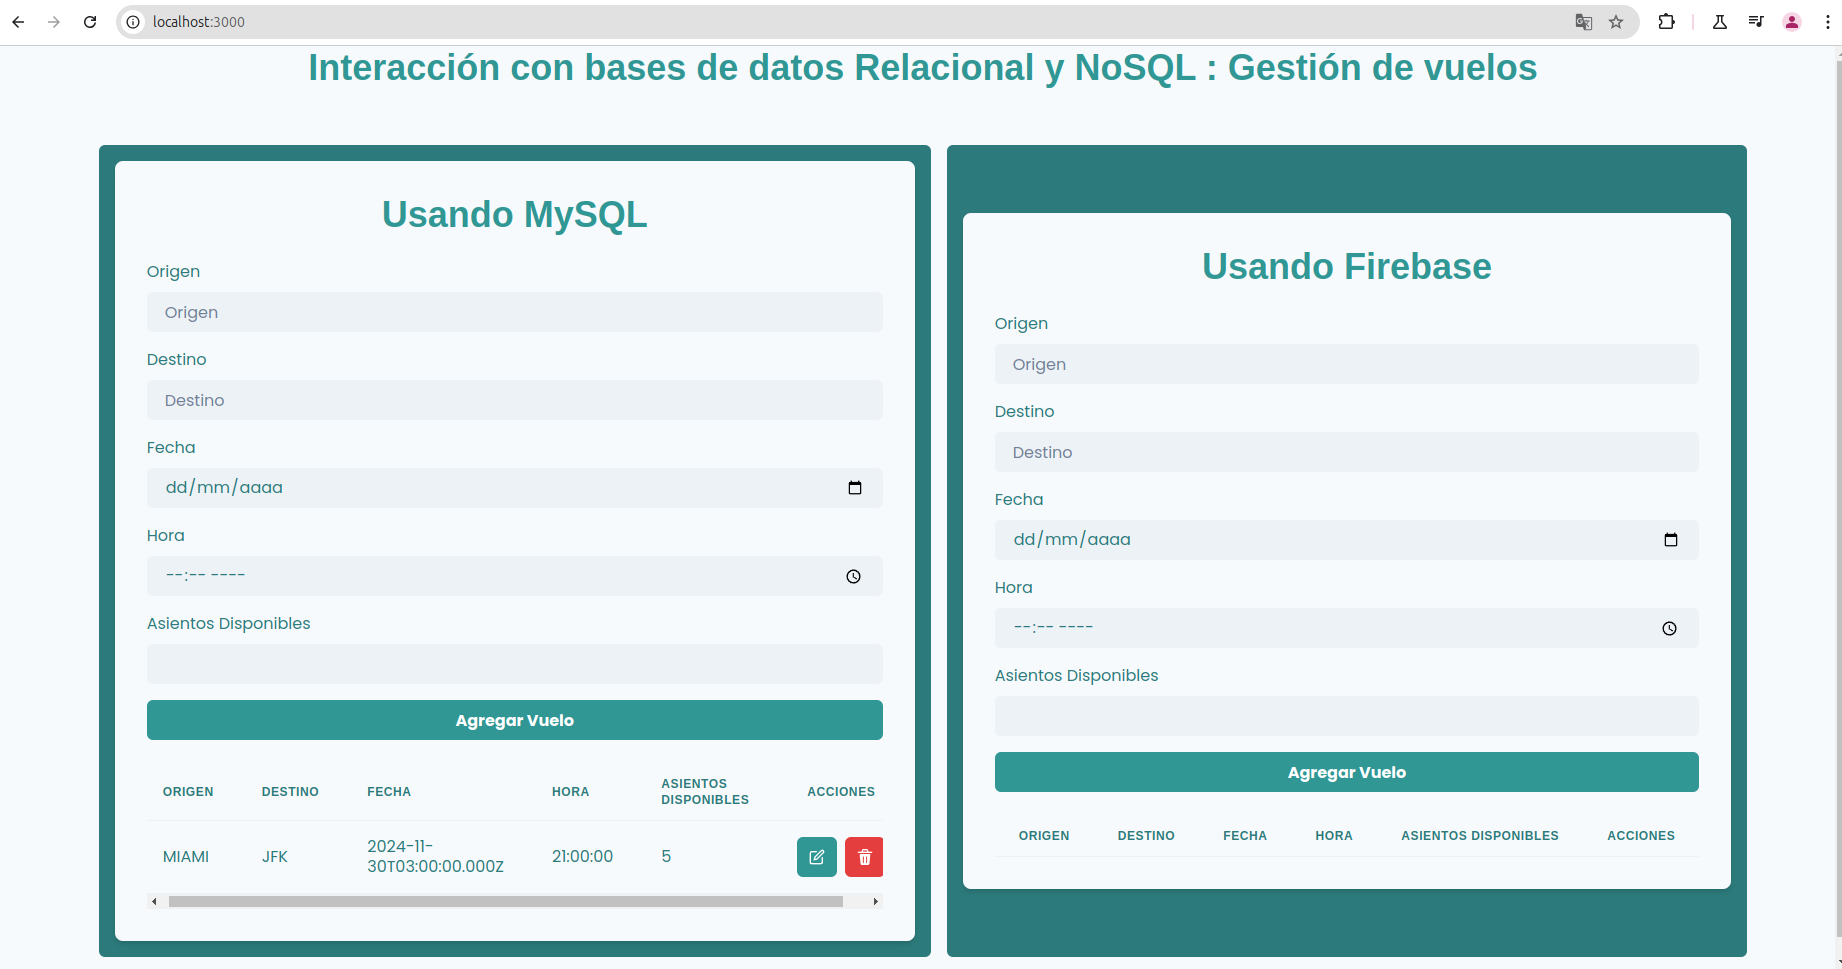 localhost:3000
Interacción con bases de datos Relacional y NoSQL : Gestión de vuelos
Usando MySQL
Origen
Origen
Destino
Destino
Fecha
dd/mm/aaaa
Hora
--:-- ----
Asientos Disponibles
Agregar Vuelo
ORIGEN DESTINO FECHA HORA ASIENTOS DISPONIBLES ACCIONES
MIAMI JFK 2024-11-30T03:00:00.000Z 21:00:00 5
Usando Firebase
Origen
Origen
Destino
Destino
Fecha
dd/mm/aaaa
Hora
--:-- ----
Asientos Disponibles
Agregar Vuelo
ORIGEN DESTINO FECHA HORA ASIENTOS DISPONIBLES ACCIONES